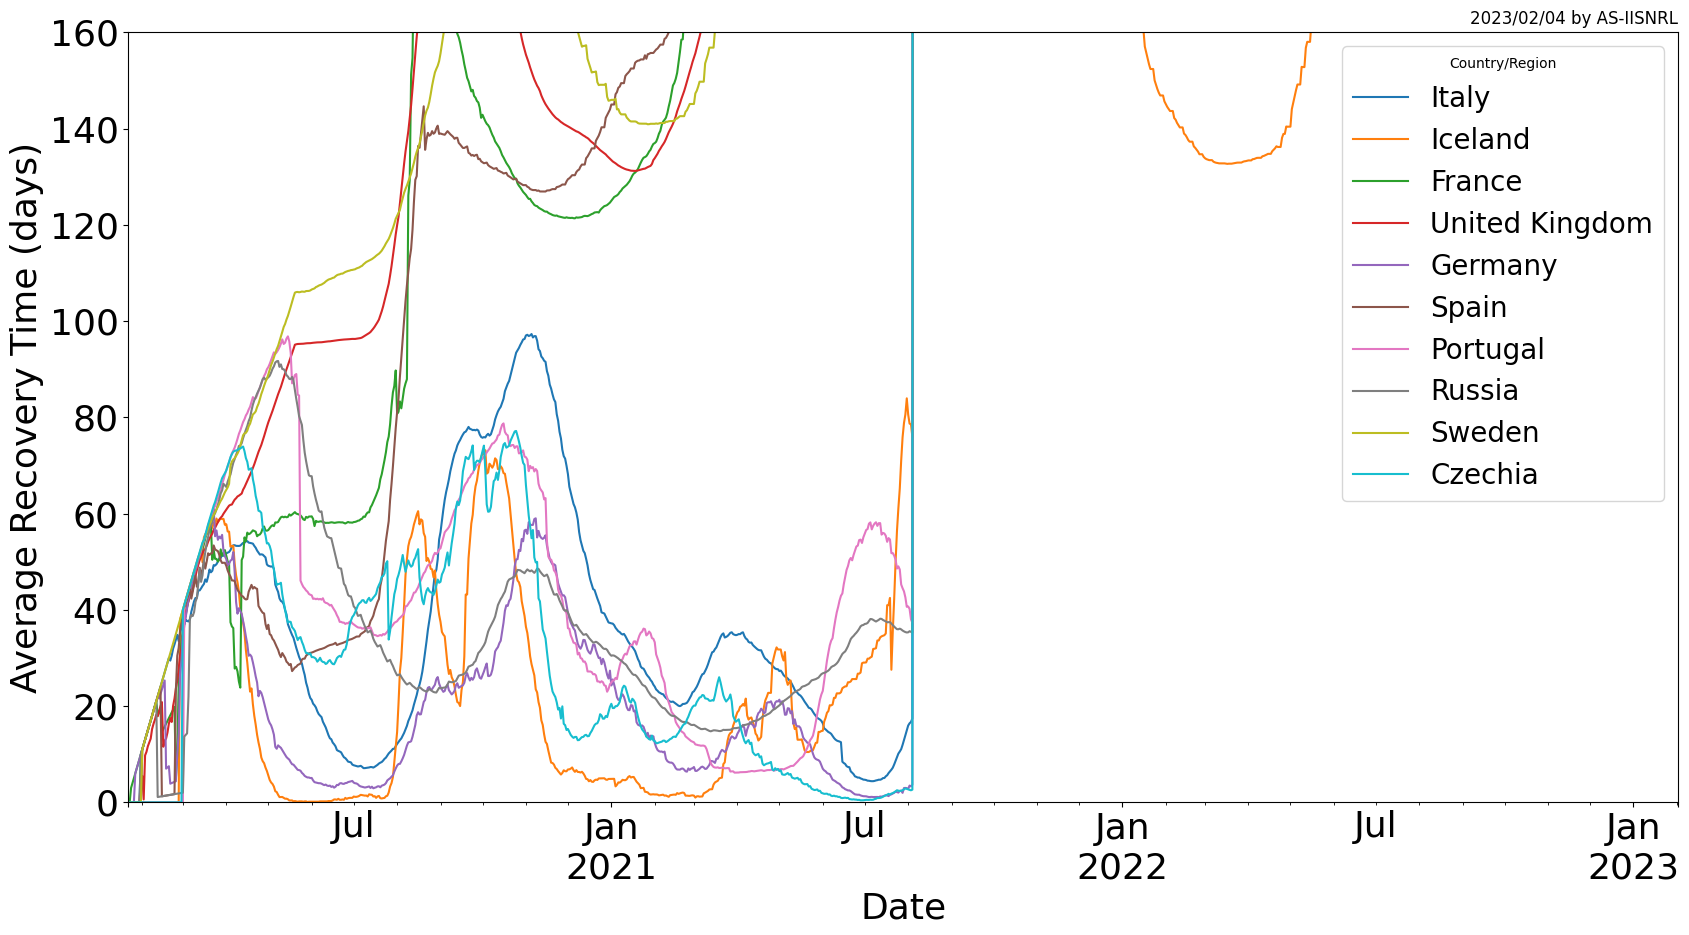 2023/02/04 by AS-IISNRL
160
140
120
100
80
60
40
20
0
Average Recovery Time (days)
Country/Region
Italy
Iceland
France
United Kingdom
Germany
Spain
Portugal
Russia
Sweden
Czechia
Jul
Jan
2021
Jul
Jan
2022
Jul
Jan
2023
Date